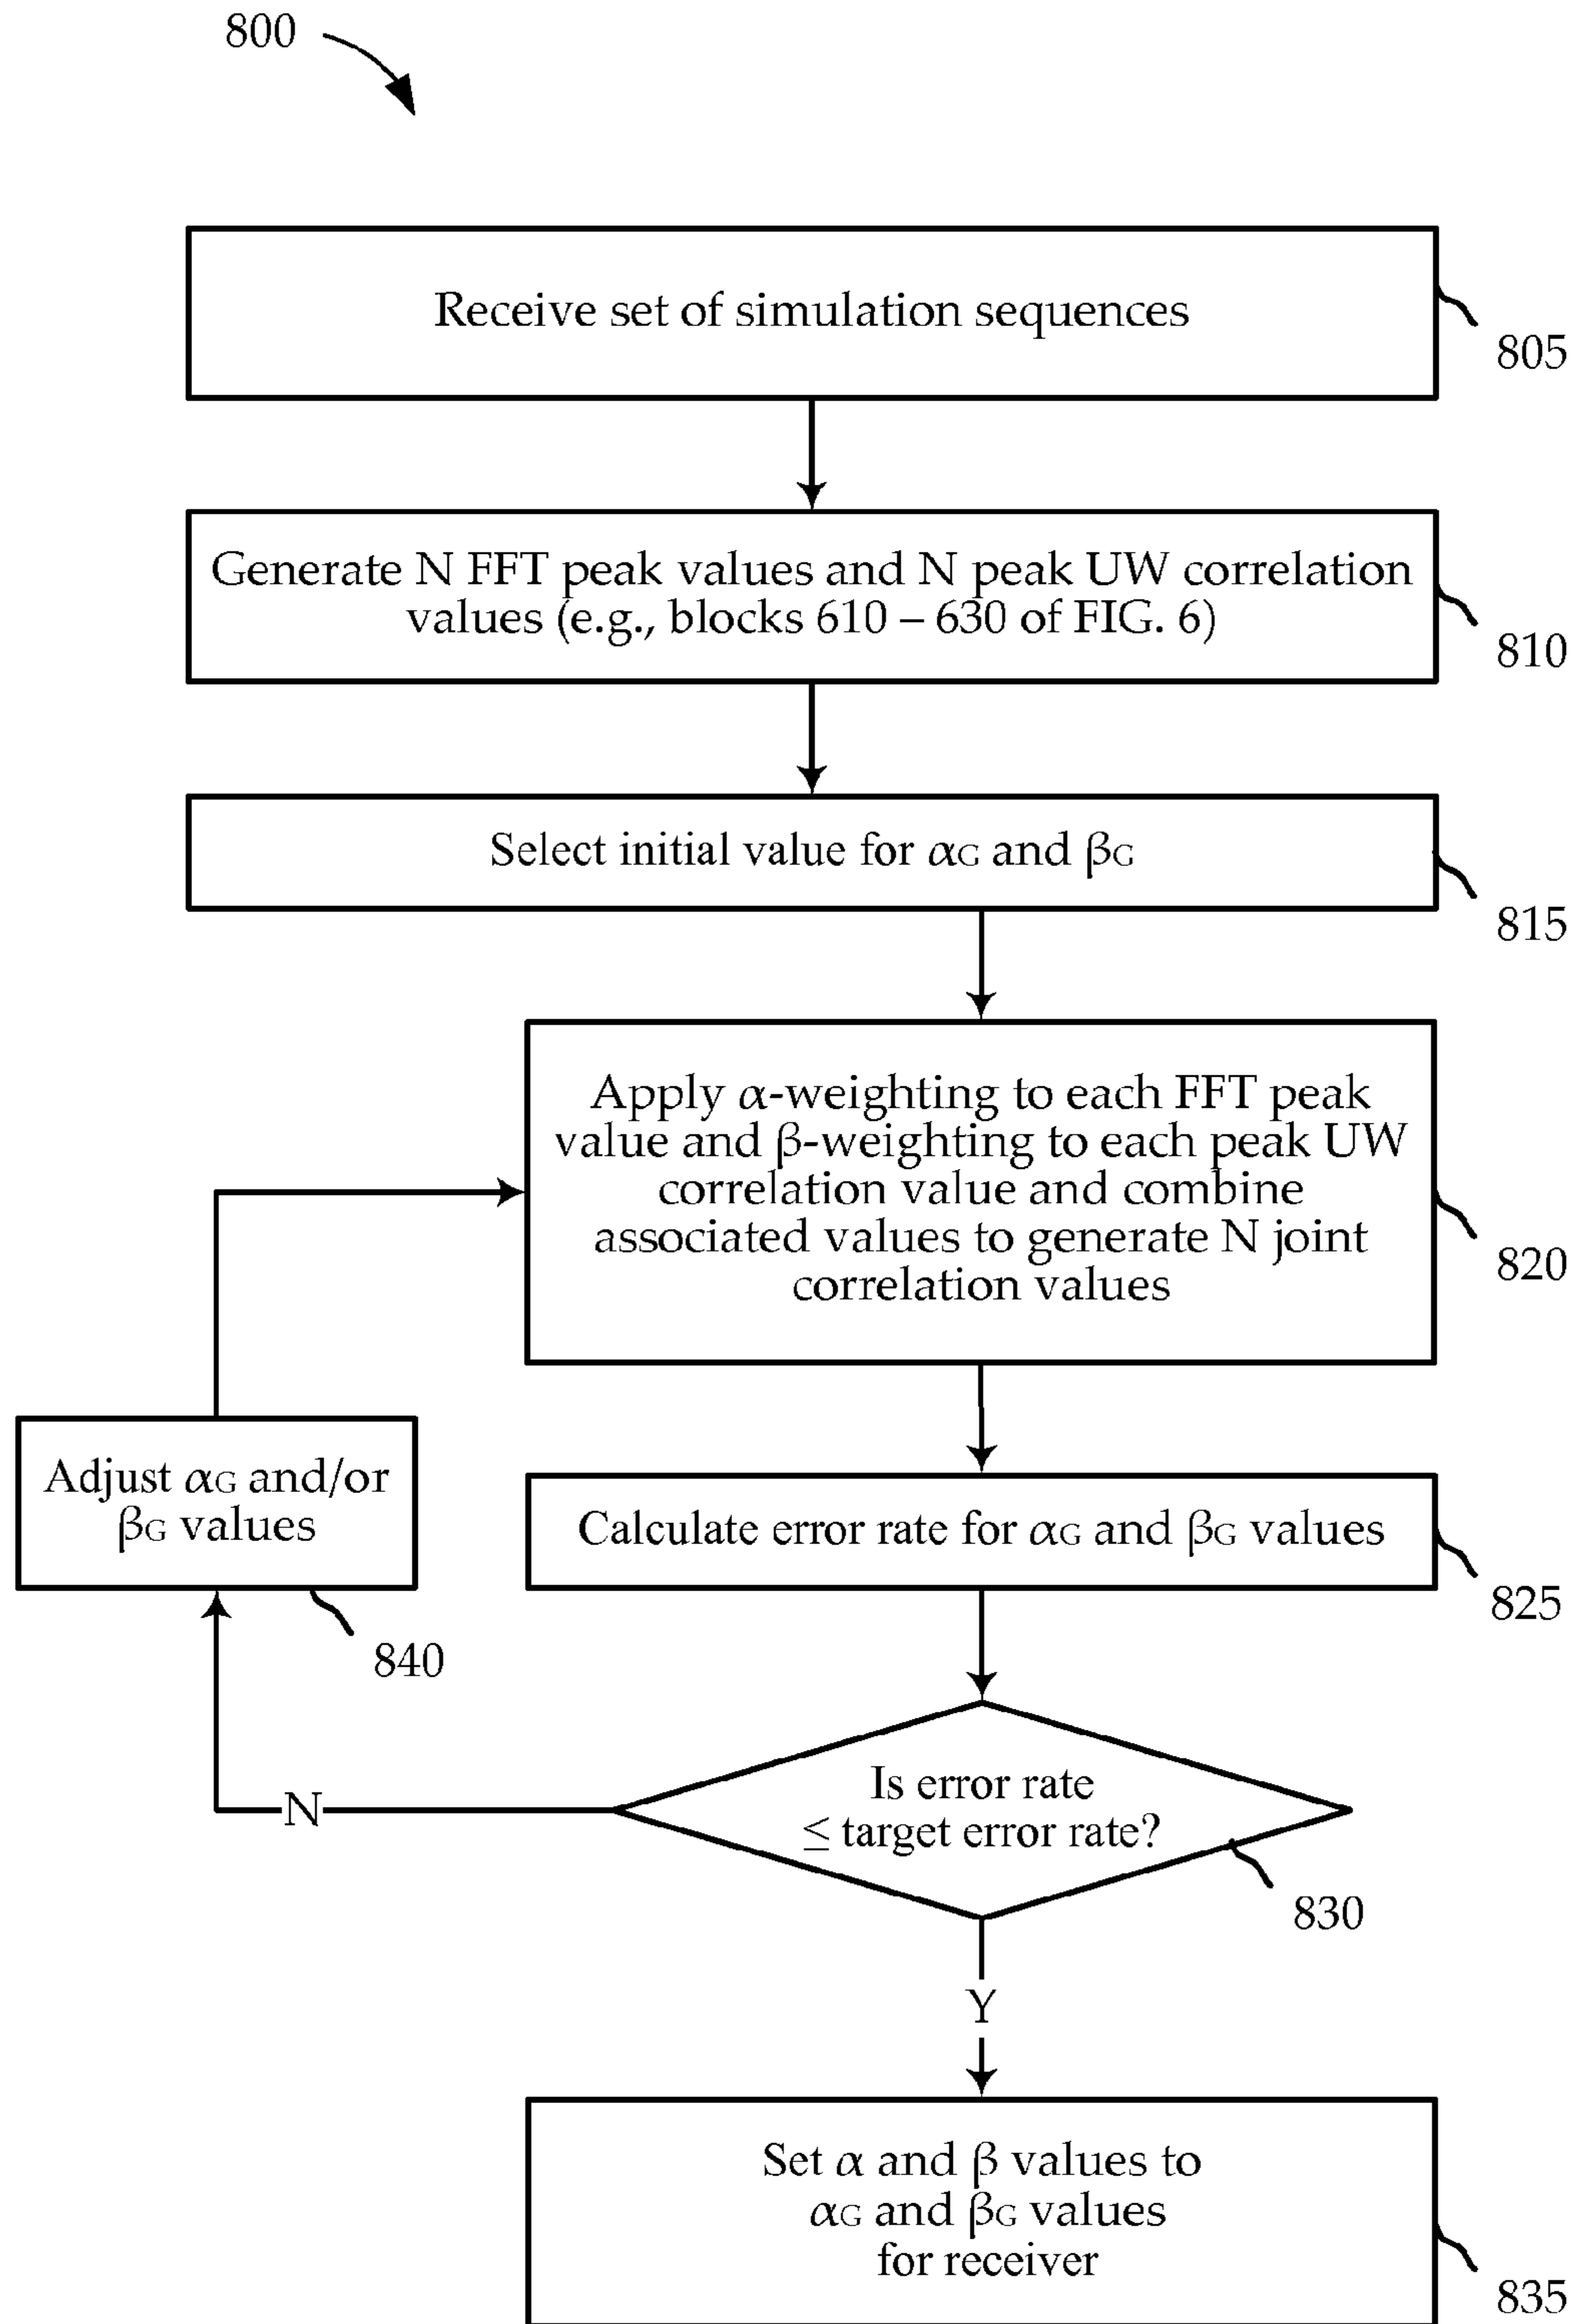 800
Receive set of simulation sequences
805
Generate N FFT peak values and N peak UW correlation
values (e.g., blocks 610 – 630 of FIG. 6)
810
Select initial value for αG and βG
815
Apply α-weighting to each FFT peak
value and β-weighting to each peak UW
correlation value and combine
associated values to generate N joint
correlation values
820
Adjust αG and/or
βG values
840
Calculate error rate for αG and βG values
825
Is error rate
≤ target error rate?
830
N
Y
Set α and β values to
αG and βG values
for receiver
835